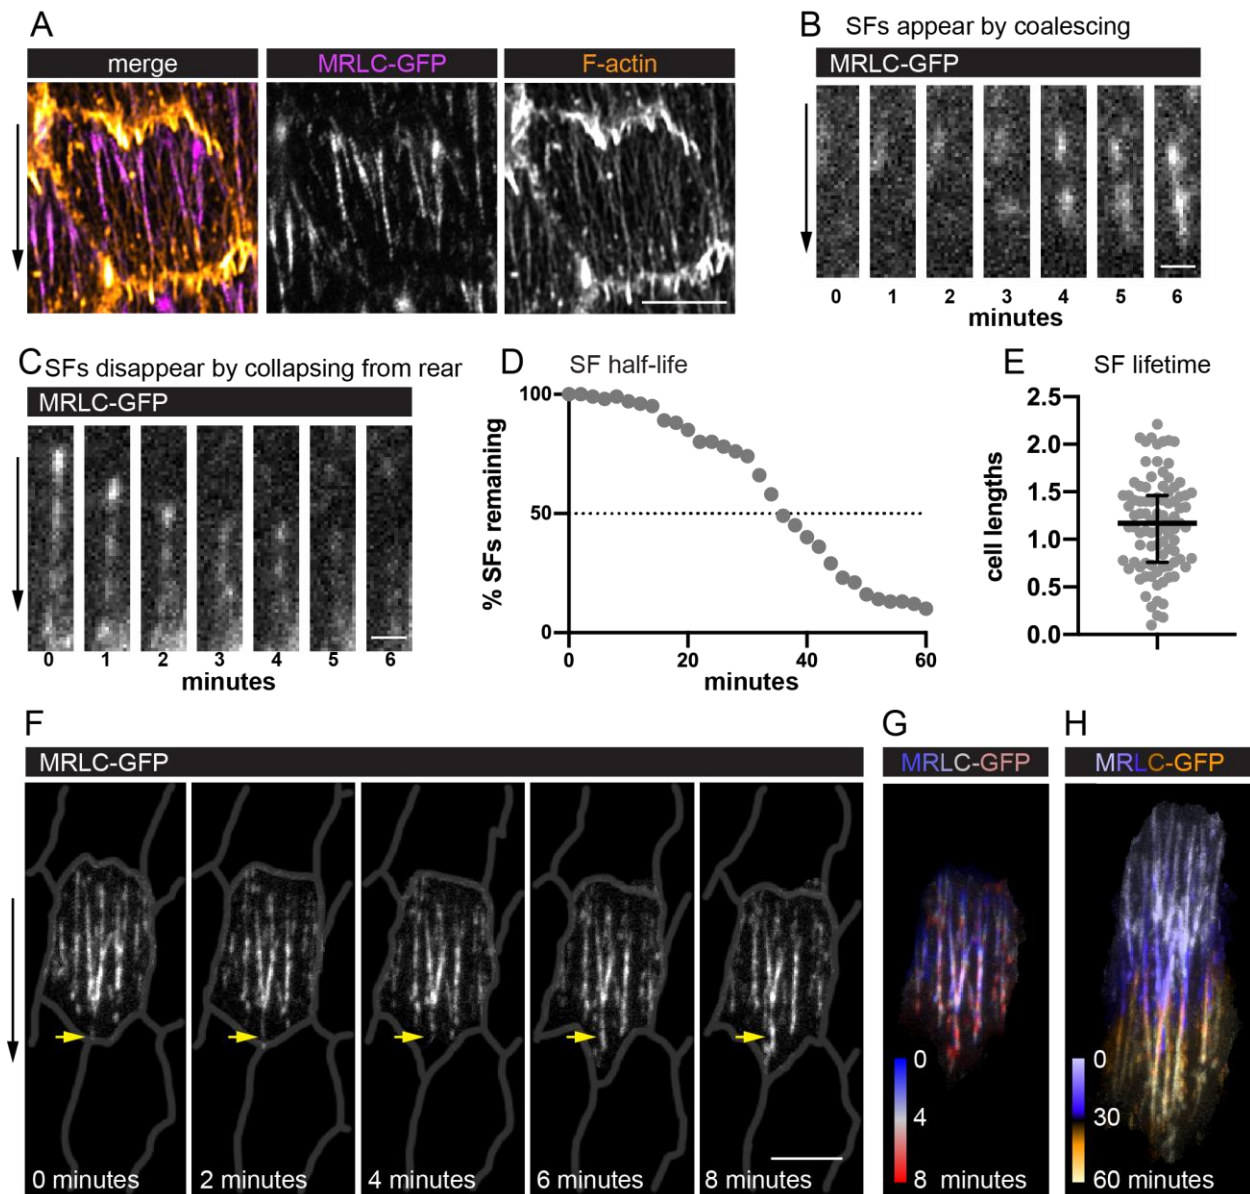 A
merge
MRLC-GFP
F-actin
B
SFs appear by coalescing
MRLC-GFP
0 1 2 3 4 5 6
minutes
C
SFs disappear by collapsing from rear
MRLC-GFP
0 1 2 3 4 5 6
minutes
D
SF half-life
% SFs remaining
100
50
0
0 20 40 60
minutes
E
SF lifetime
cell lengths
2.5
2.0
1.5
1.0
0.5
0.0
F
MRLC-GFP
0 minutes
2 minutes
4 minutes
6 minutes
8 minutes
G
MRLC-GFP
0
4
8 minutes
H
MRLC-GFP
0
30
60 minutes